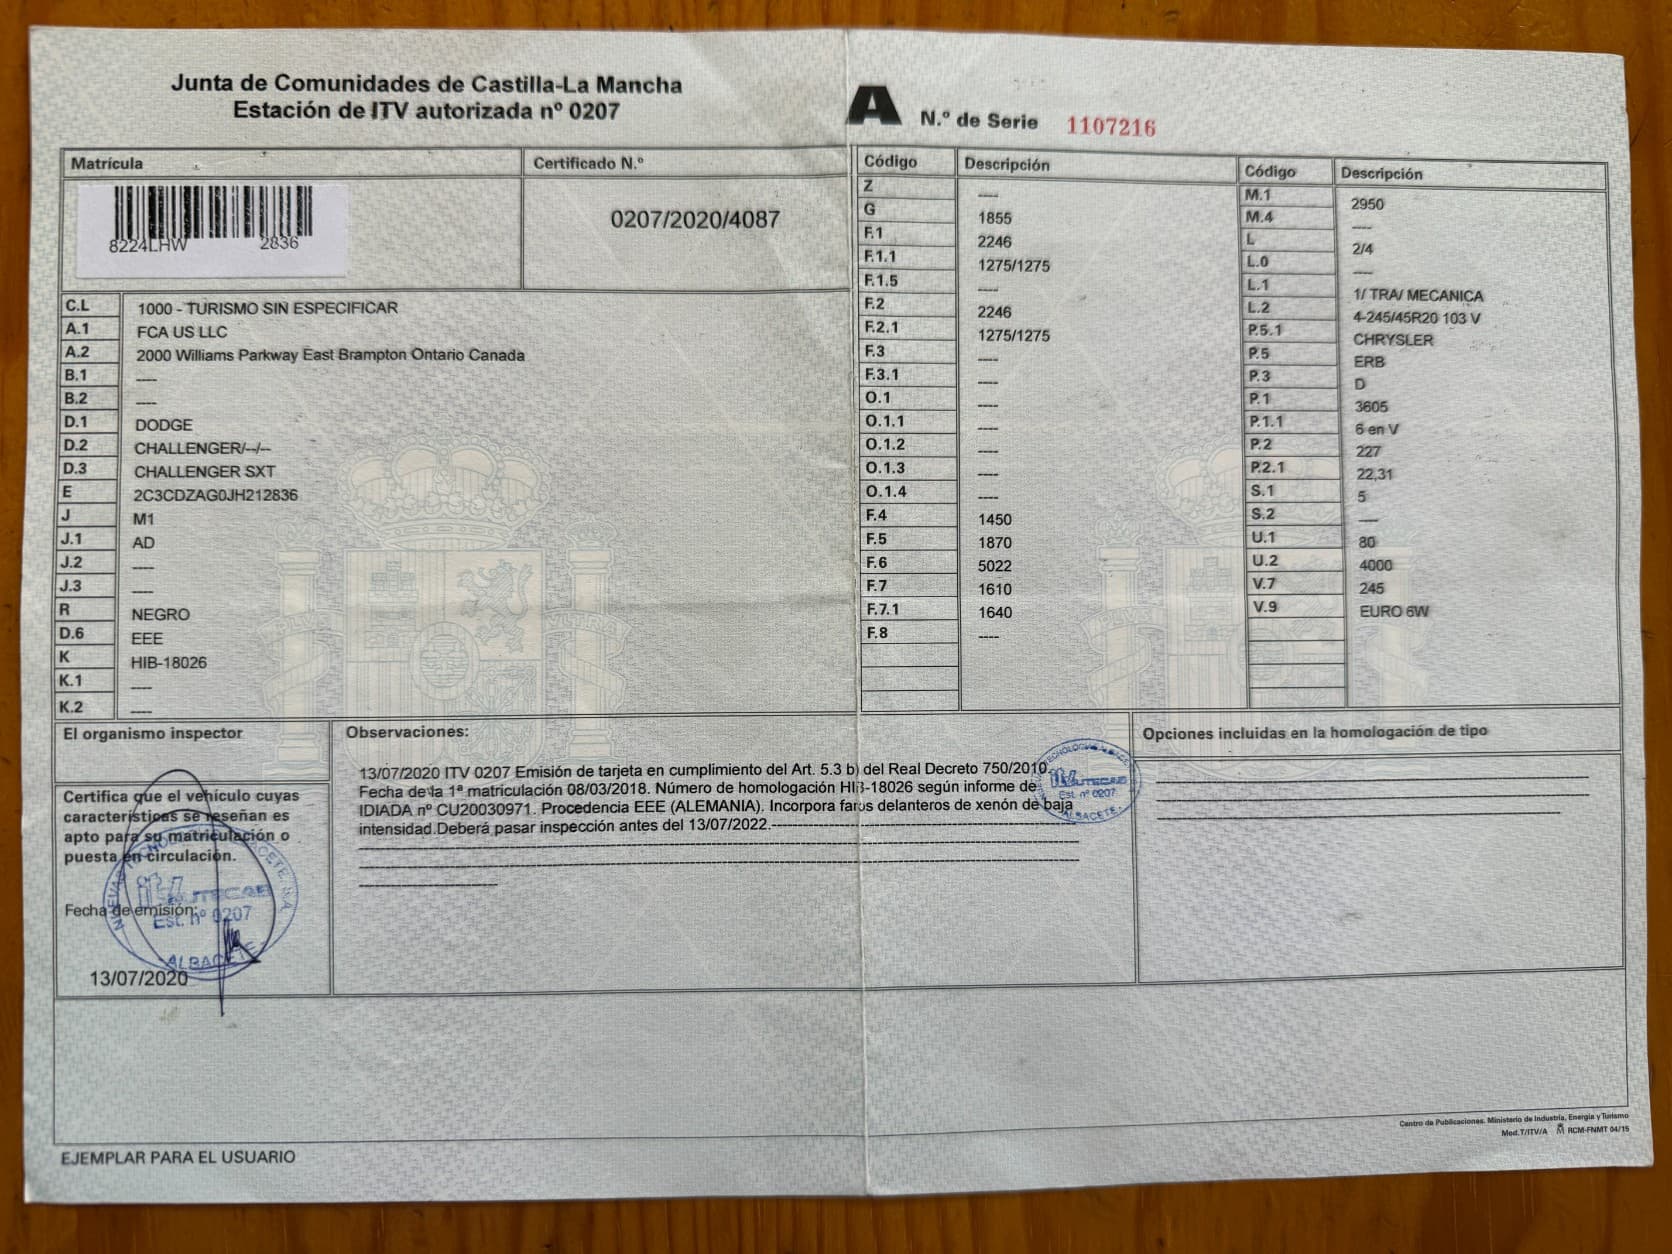 Junta de Comunidades de Castilla-La Mancha
Estación de ITV autorizada nº 0207
A N.º de Serie 1107216
Matrícula
8224LHW 2836
Certificado N.º
0207/2020/4087
C.L 1000 - TURISMO SIN ESPECIFICAR
A.1 FCA US LLC
A.2 2000 Williams Parkway East Brampton Ontario Canada
B.1 ----
B.2 ----
D.1 DODGE
D.2 CHALLENGER/--/--
D.3 CHALLENGER SXT
E 2C3CDZAG0JH212836
J M1
J.1 AD
J.2 ----
J.3 ----
R NEGRO
D.6 EEE
K HIB-18026
K.1 ----
K.2 ----
Código Descripción
Z ----
G 1855
F.1 2246
F.1.1 1275/1275
F.1.5 ----
F.2 2246
F.2.1 1275/1275
F.3 ----
F.3.1 ----
O.1 ----
O.1.1 ----
O.1.2 ----
O.1.3 ----
O.1.4 ----
F.4 1450
F.5 1870
F.6 5022
F.7 1610
F.7.1 1640
F.8 ----
Código Descripción
M.1 2950
M.4 ----
L 2/4
L.0 ----
L.1 1/ TRA/ MECANICA
L.2 4-245/45R20 103 V
P.5.1 CHRYSLER
P.5 ERB
P.3 D
P.1 3605
P.1.1 6 en V
P.2 227
P.2.1 22,31
S.1 5
S.2 ----
U.1 80
U.2 4000
V.7 245
V.9 EURO 6W
El organismo inspector
Certifica que el vehículo cuyas
características se reseñan es
apto para su matriculación o
puesta en circulación.
Fecha de emisión:
13/07/2020
NUEVAS TECNOLOGÍAS ALBACETE, S.A.
itv NUTECAB
Est. nº 0207
ALBACETE
Observaciones:
13/07/2020 ITV 0207 Emisión de tarjeta en cumplimiento del Art. 5.3 b) del Real Decreto 750/2010.
Fecha de la 1ª matriculación 08/03/2018. Número de homologación HIB-18026 según informe de
IDIADA nº CU20030971. Procedencia EEE (ALEMANIA). Incorpora faros delanteros de xenón de baja
intensidad.Deberá pasar inspección antes del 13/07/2022.
itv NUTECAB
Est. nº 0207
ALBACETE
Opciones incluidas en la homologación de tipo
Centro de Publicaciones. Ministerio de Industria, Energía y Turismo
Mod.T/ITV/A RCM-FNMT 04/15
EJEMPLAR PARA EL USUARIO